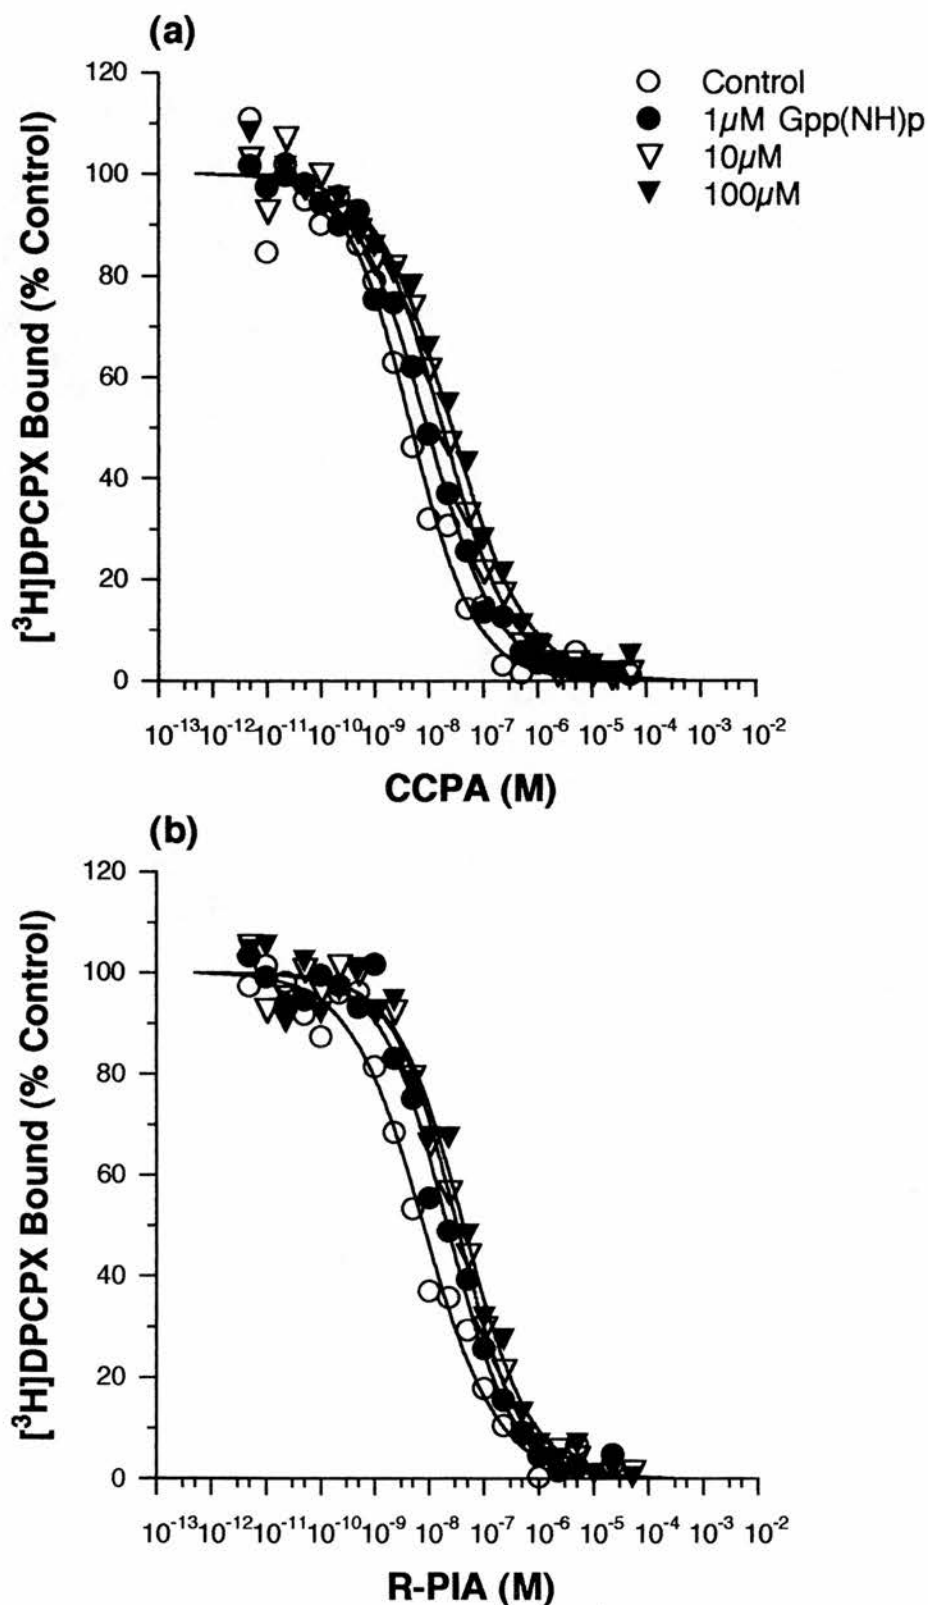 (a)
120
100
80
60
40
20
0
[³H]DPCPX Bound (% Control)
Control
1µM Gpp(NH)p
10µM
100µM
10⁻¹³ 10⁻¹² 10⁻¹¹ 10⁻¹⁰ 10⁻⁹ 10⁻⁸ 10⁻⁷ 10⁻⁶ 10⁻⁵ 10⁻⁴ 10⁻³ 10⁻²
CCPA (M)
(b)
120
100
80
60
40
20
0
[³H]DPCPX Bound (% Control)
10⁻¹³ 10⁻¹² 10⁻¹¹ 10⁻¹⁰ 10⁻⁹ 10⁻⁸ 10⁻⁷ 10⁻⁶ 10⁻⁵ 10⁻⁴ 10⁻³ 10⁻²
R-PIA (M)